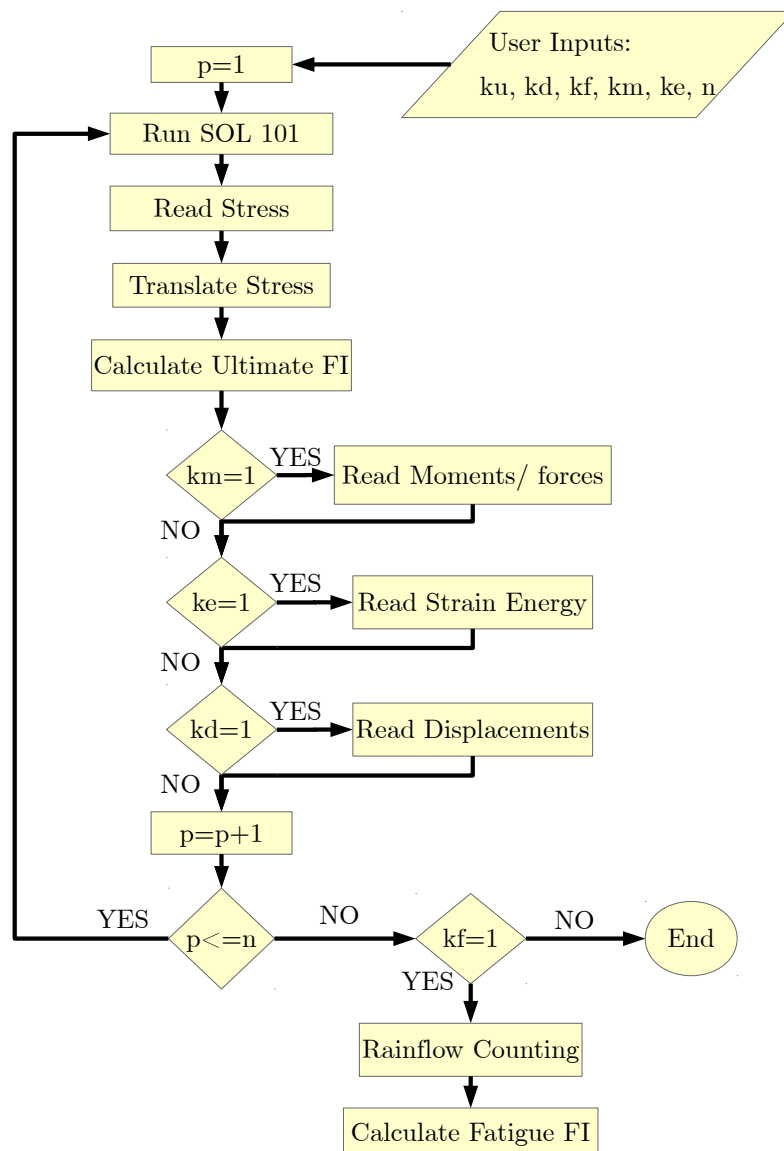 User Inputs:
ku, kd, kf, km, ke, n
p=1
Run SOL 101
Read Stress
Translate Stress
Calculate Ultimate FI
km=1
YES
Read Moments/ forces
NO
ke=1
YES
Read Strain Energy
NO
kd=1
YES
Read Displacements
NO
p=p+1
YES
p<=n
NO
kf=1
NO
End
YES
Rainflow Counting
Calculate Fatigue FI